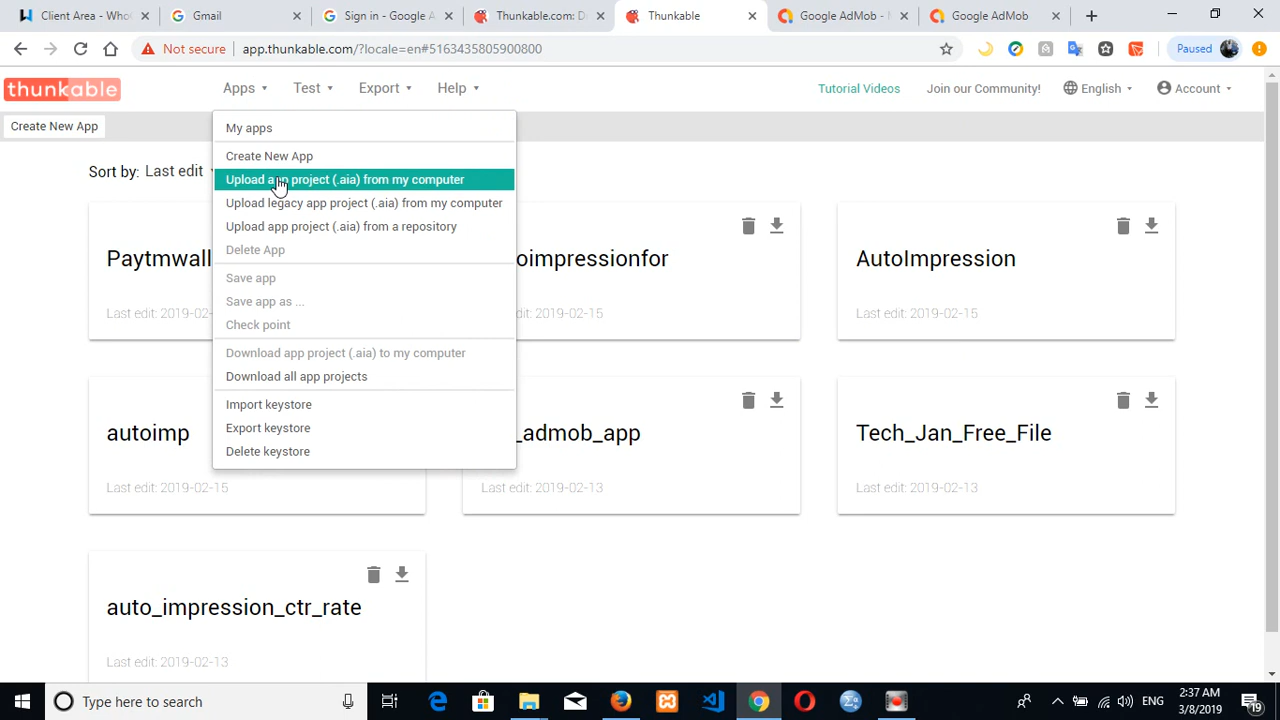 Client Area - Who
Gmail
Sign in - Google A
Thunkable.com: D
Thunkable
Google AdMob -
Google AdMob
Not secure
app.thunkable.com/?locale=en#5163435805900800
Paused
thunkable
Apps
Test
Export
Help
Tutorial Videos
Join our Community!
English
Account
Create New App
My apps
Create New App
Upload app project (.aia) from my computer
Upload legacy app project (.aia) from my computer
Upload app project (.aia) from a repository
Delete App
Save app
Save app as ...
Check point
Download app project (.aia) to my computer
Download all app projects
Import keystore
Export keystore
Delete keystore
Sort by: Last edit
Paytmwall
Last edit: 2019-02-
oimpressionfor
dit: 2019-02-15
AutoImpression
Last edit: 2019-02-15
autoimp
Last edit: 2019-02-15
_admob_app
Last edit: 2019-02-13
Tech_Jan_Free_File
Last edit: 2019-02-13
auto_impression_ctr_rate
Last edit: 2019-02-13
Type here to search
ENG
2:37 AM
3/8/2019
19